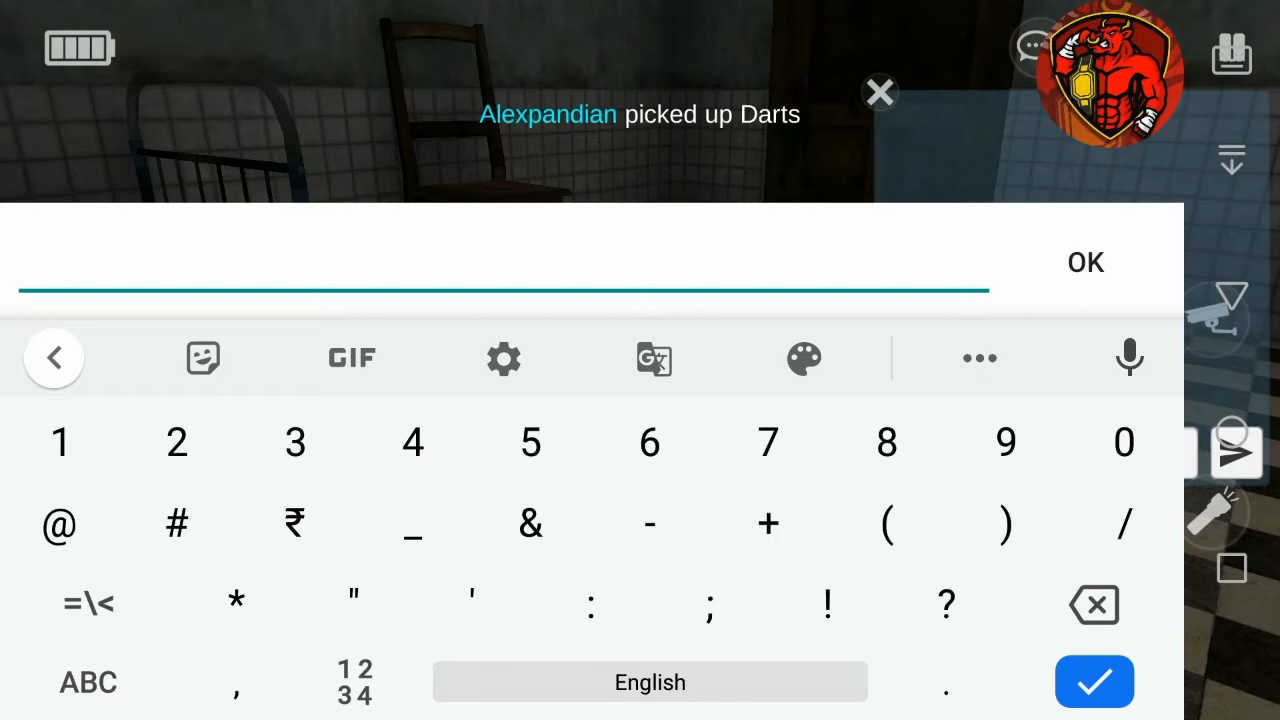 Alexpandian picked up Darts
OK
GIF
1 2 3 4 5 6 7 8 9 0
@ # ₹ _ & - + ( ) /
=\< * " ' : ; ! ?
ABC , 12 34 English .